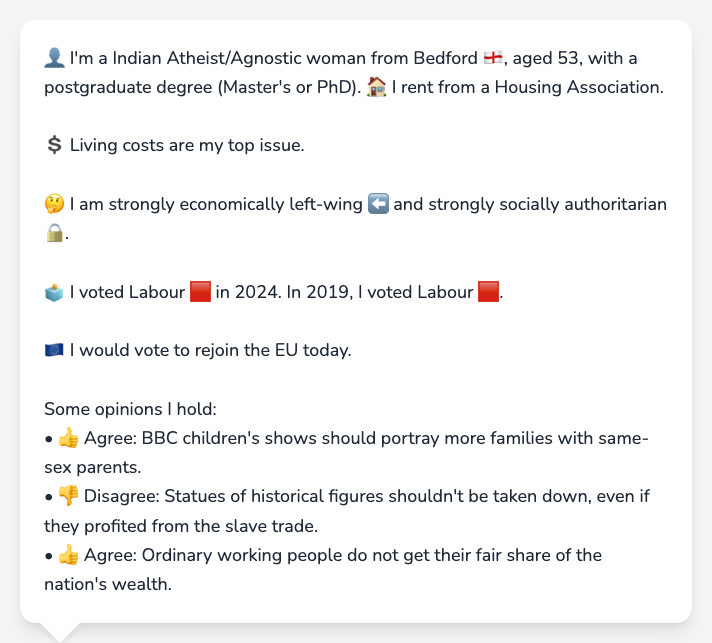 👤 I'm a Indian Atheist/Agnostic woman from Bedford 🏴󠁧󠁢󠁥󠁮󠁧󠁿, aged 53, with a
postgraduate degree (Master's or PhD). 🏠 I rent from a Housing Association.
💲 Living costs are my top issue.
🤔 I am strongly economically left-wing ⬅️ and strongly socially authoritarian
🔒.
🗳️ I voted Labour 🟥 in 2024. In 2019, I voted Labour 🟥.
🇪🇺 I would vote to rejoin the EU today.
Some opinions I hold:
• 👍 Agree: BBC children's shows should portray more families with same-
sex parents.
• 👎 Disagree: Statues of historical figures shouldn't be taken down, even if
they profited from the slave trade.
• 👍 Agree: Ordinary working people do not get their fair share of the
nation's wealth.